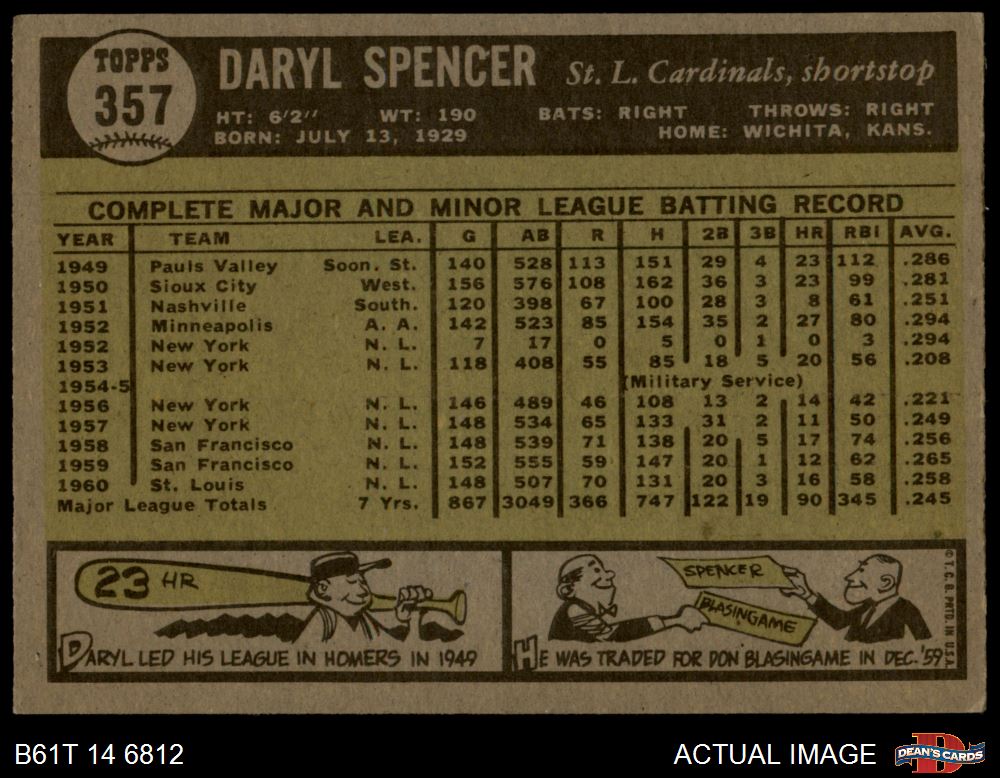 TOPPS
357
DARYL SPENCER St. L. Cardinals, shortstop
HT: 6'2" WT: 190 BATS: RIGHT THROWS: RIGHT
BORN: JULY 13, 1929 HOME: WICHITA, KANS.
COMPLETE MAJOR AND MINOR LEAGUE BATTING RECORD
YEAR TEAM LEA. G AB R H 2B 3B HR RBI AVG.
1949 Pauls Valley Soon. St. 140 528 113 151 29 4 23 112 .286
1950 Sioux City West. 156 576 108 162 36 3 23 99 .281
1951 Nashville South. 120 398 67 100 28 3 8 61 .251
1952 Minneapolis A. A. 142 523 85 154 35 2 27 80 .294
1952 New York N. L. 7 17 0 5 0 1 0 3 .294
1953 New York N. L. 118 408 55 85 18 5 20 56 .208
1954-5 (Military Service)
1956 New York N. L. 146 489 46 108 13 2 14 42 .221
1957 New York N. L. 148 534 65 133 31 2 11 50 .249
1958 San Francisco N. L. 148 539 71 138 20 5 17 74 .256
1959 San Francisco N. L. 152 555 59 147 20 1 12 62 .265
1960 St. Louis N. L. 148 507 70 131 20 3 16 58 .258
Major League Totals 7 Yrs. 867 3049 366 747 122 19 90 345 .245
23 HR
DARYL LED HIS LEAGUE IN HOMERS IN 1949
SPENCER
BLASINGAME
HE WAS TRADED FOR DON BLASINGAME IN DEC. '59
© T. C. G. PRTD. IN U.S.A.
B61T 14 6812
ACTUAL IMAGE
D
DEAN'S CARDS